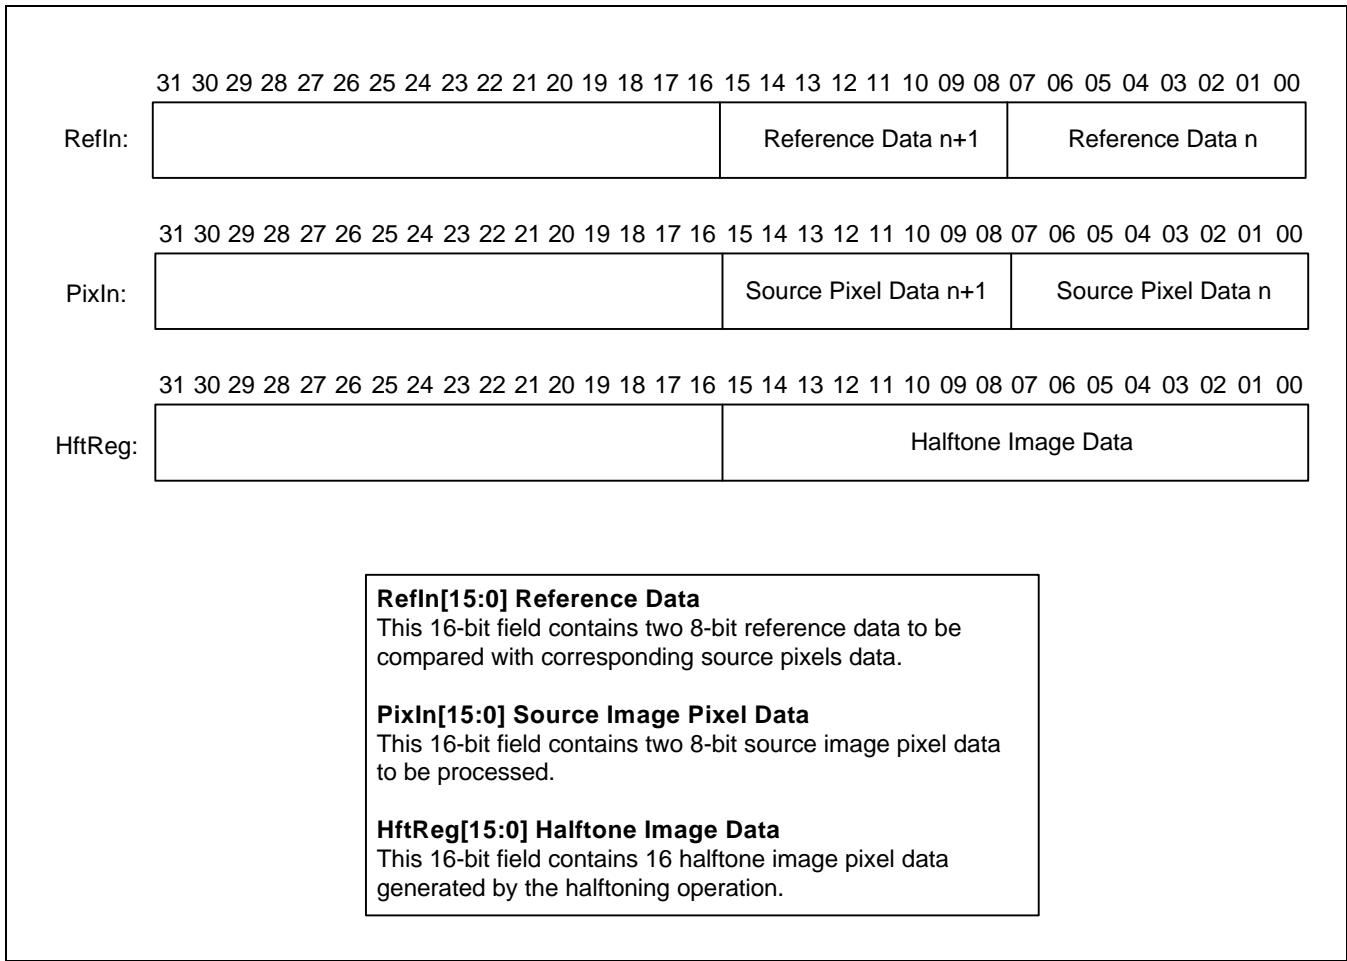 31 30 29 28 27 26 25 24 23 22 21 20 19 18 17 16 15 14 13 12 11 10 09 08 07 06 05 04 03 02 01 00
RefIn: Reference Data n+1 Reference Data n
31 30 29 28 27 26 25 24 23 22 21 20 19 18 17 16 15 14 13 12 11 10 09 08 07 06 05 04 03 02 01 00
PixIn: Source Pixel Data n+1 Source Pixel Data n
31 30 29 28 27 26 25 24 23 22 21 20 19 18 17 16 15 14 13 12 11 10 09 08 07 06 05 04 03 02 01 00
HftReg: Halftone Image Data
RefIn[15:0] Reference Data
This 16-bit field contains two 8-bit reference data to be
compared with corresponding source pixels data.
PixIn[15:0] Source Image Pixel Data
This 16-bit field contains two 8-bit source image pixel data
to be processed.
HftReg[15:0] Halftone Image Data
This 16-bit field contains 16 halftone image pixel data
generated by the halftoning operation.